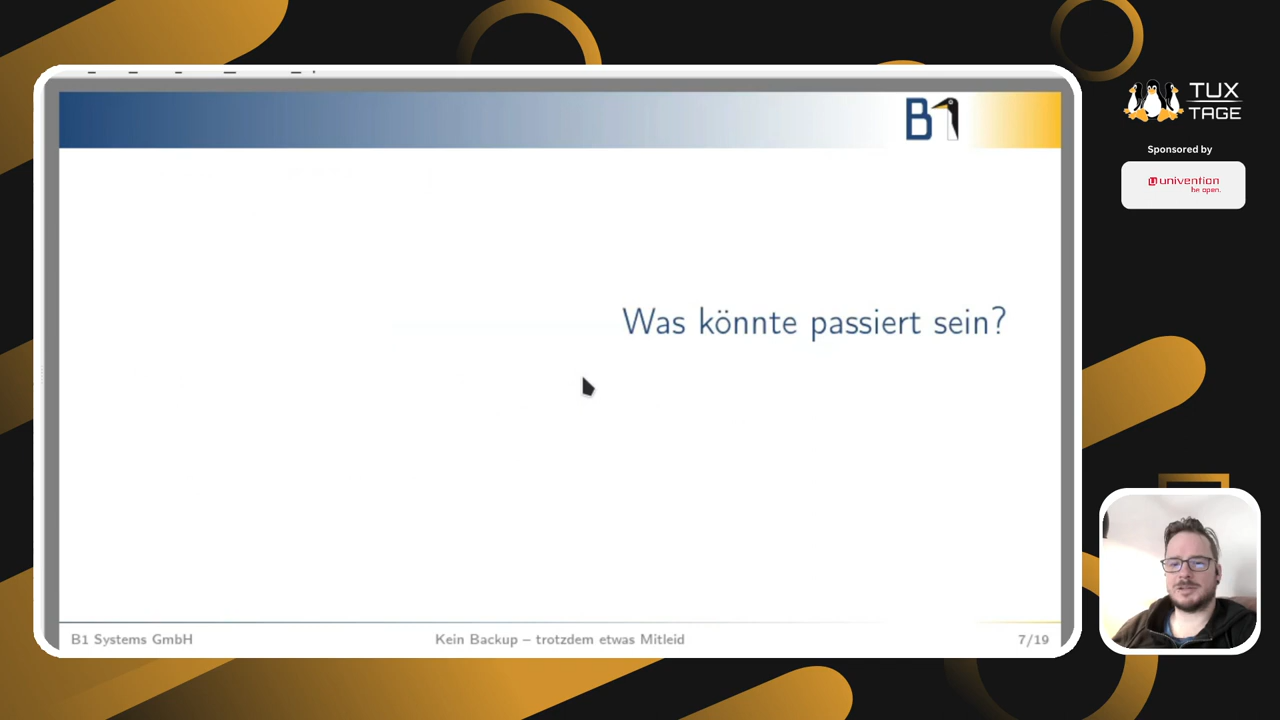 B1
Was könnte passiert sein?
B1 Systems GmbH
Kein Backup – trotzdem etwas Mitleid
7/19
TUX
TAGE
Sponsored by
univention
be open.